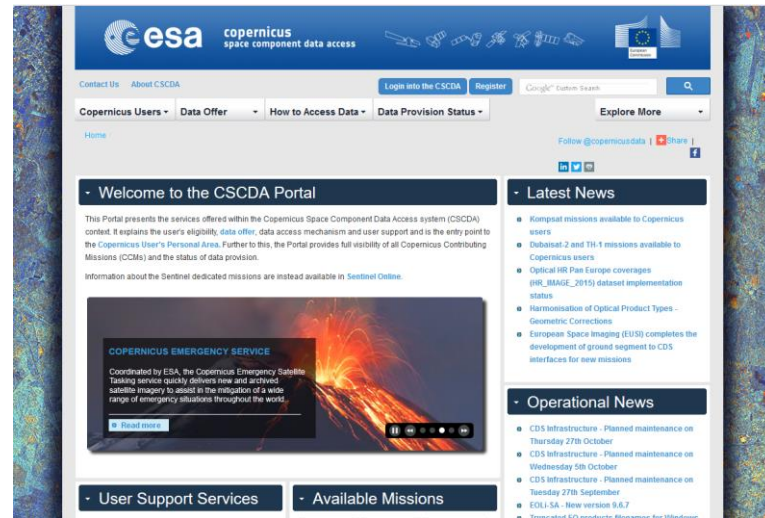 esa
copernicus
space component data access
European
Commission
Contact Us About CSCDA
Login into the CSCDA Register Google™ Custom Search
Copernicus Users Data Offer How to Access Data Data Provision Status Explore More
Home
Follow @copernicusdata | Share |
Welcome to the CSCDA Portal
This Portal presents the services offered within the Copernicus Space Component Data Access system (CSCDA)
context. It explains the user's eligibility, data offer, data access mechanism and user support and is the entry point to
the Copernicus User's Personal Area. Further to this, the Portal provides full visibility of all Copernicus Contributing
Missions (CCMs) and the status of data provision.
Information about the Sentinel dedicated missions are instead available in Sentinel Online.
COPERNICUS EMERGENCY SERVICE
Coordinated by ESA, the Copernicus Emergency Satellite
Tasking service quickly delivers new and archived
satellite imagery to assist in the mitigation of a wide
range of emergency situations throughout the world
Read more
Latest News
Kompsat missions available to Copernicus
users
Dubaisat-2 and TH-1 missions available to
Copernicus users
Optical HR Pan Europe coverages
(HR_IMAGE_2015) dataset implementation
status
Harmonisation of Optical Product Types -
Geometric Corrections
European Space Imaging (EUSI) completes the
development of ground segment to CDS
interfaces for new missions
Operational News
CDS Infrastructure - Planned maintenance on
Thursday 27th October
CDS Infrastructure - Planned maintenance on
Wednesday 5th October
CDS Infrastructure - Planned maintenance on
Tuesday 27th September
EOLi-SA - New version 9.6.7
Truncated EO products filenames for Windows
User Support Services
Available Missions